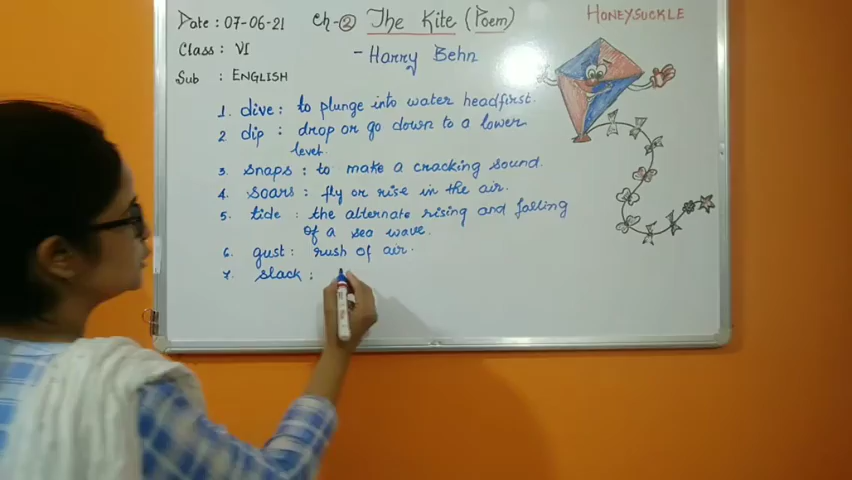 Date : 07-06-21
Ch-② The Kite (Poem)
HONEYSUCKLE
Class : VI
- Harry Behn
Sub : ENGLISH
1. dive : to plunge into water headfirst.
2 dip : drop or go down to a lower
level.
3. snaps : to make a cracking sound.
4. soars : fly or rise in the air.
5. tide : the alternate rising and falling
of a sea wave.
6. gust : rush of air.
7. slack :